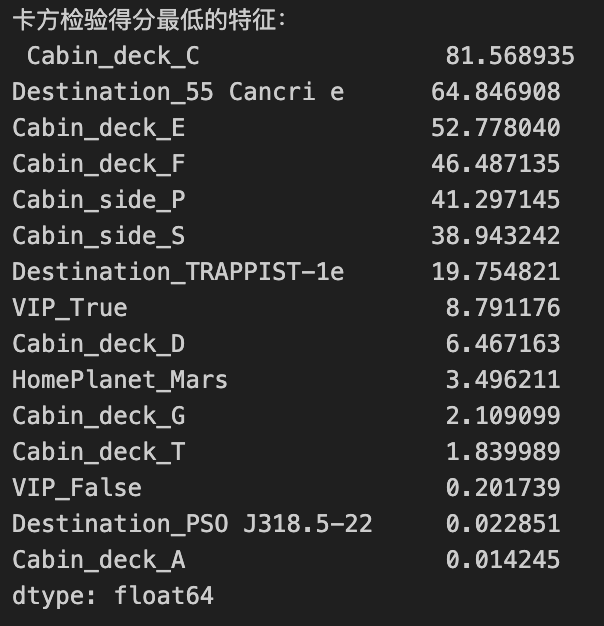 卡方检验得分最低的特征：
Cabin_deck_C 81.568935
Destination_55 Cancri e 64.846908
Cabin_deck_E 52.778040
Cabin_deck_F 46.487135
Cabin_side_P 41.297145
Cabin_side_S 38.943242
Destination_TRAPPIST-1e 19.754821
VIP_True 8.791176
Cabin_deck_D 6.467163
HomePlanet_Mars 3.496211
Cabin_deck_G 2.109099
Cabin_deck_T 1.839989
VIP_False 0.201739
Destination_PSO J318.5-22 0.022851
Cabin_deck_A 0.014245
dtype: float64